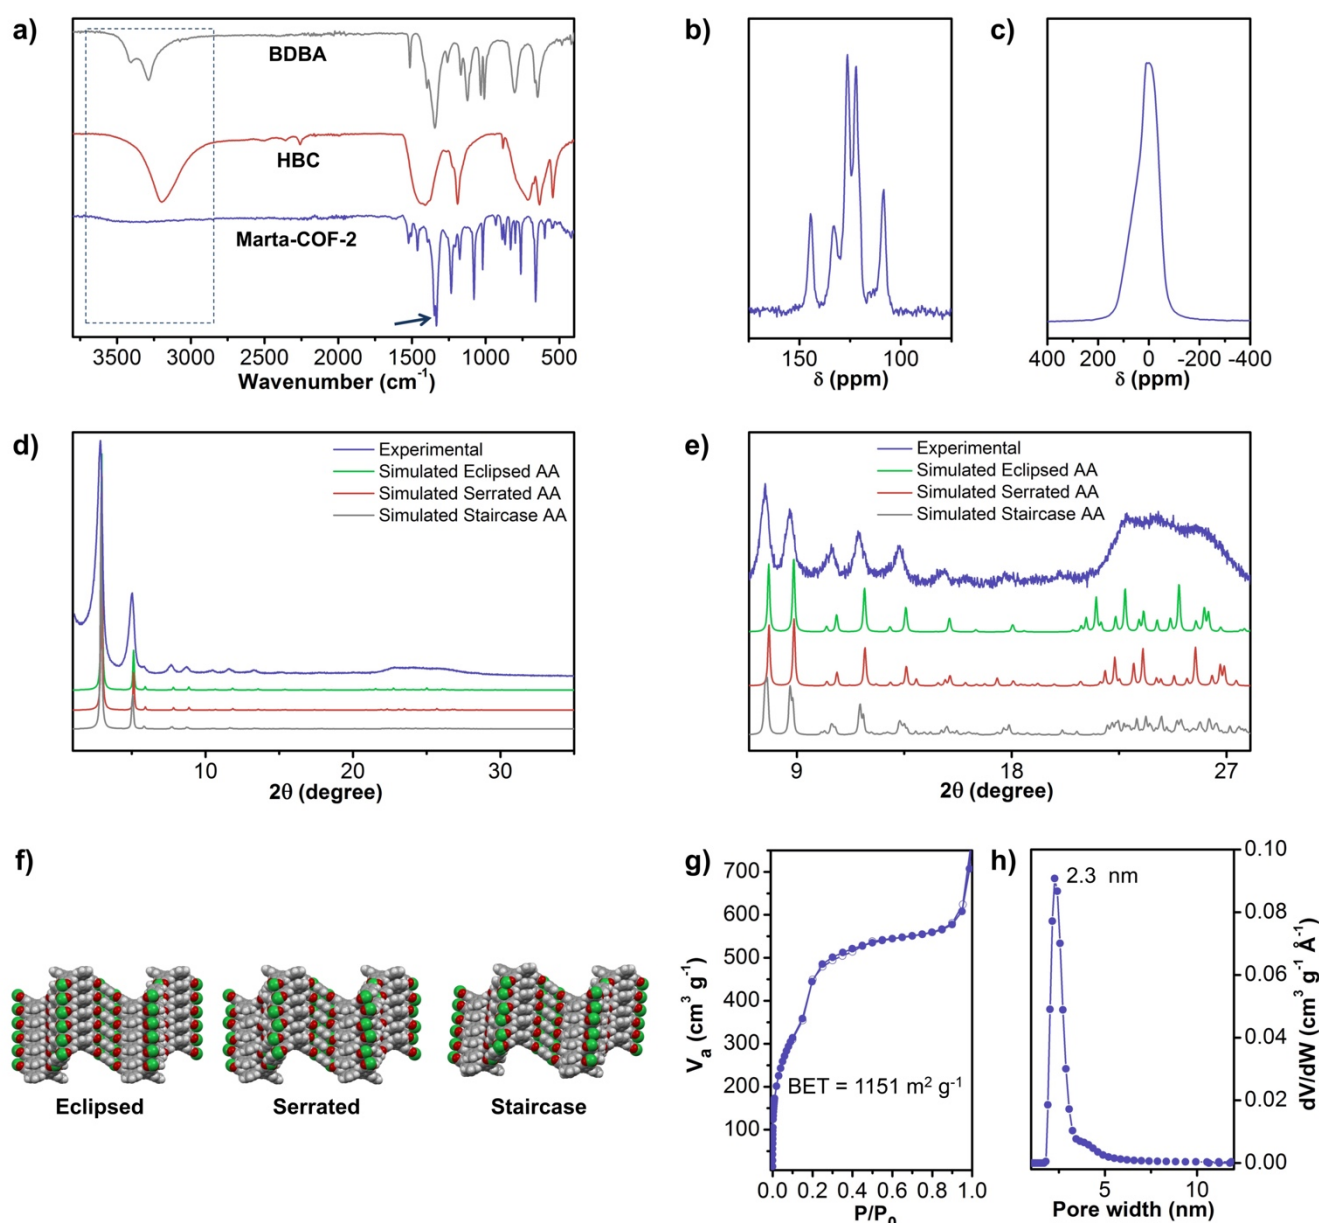 a)
BDBA
HBC
Marta-COF-2
3500 3000 2500 2000 1500 1000 500
Wavenumber (cm⁻¹)
b)
150 100
δ (ppm)
c)
400 200 0 -200 -400
δ (ppm)
d)
Experimental
Simulated Eclipsed AA
Simulated Serrated AA
Simulated Staircase AA
10 20 30
2θ (degree)
e)
Experimental
Simulated Eclipsed AA
Simulated Serrated AA
Simulated Staircase AA
9 18 27
2θ (degree)
f)
Eclipsed
Serrated
Staircase
g)
700
600
500
400
300
200
100
Vₐ (cm³ g⁻¹)
BET = 1151 m² g⁻¹
0.0 0.2 0.4 0.6 0.8 1.0
P/P₀
h)
2.3 nm
0.10
0.08
0.06
0.04
0.02
0.00
dV/dW (cm³ g⁻¹ Å⁻¹)
5 10
Pore width (nm)